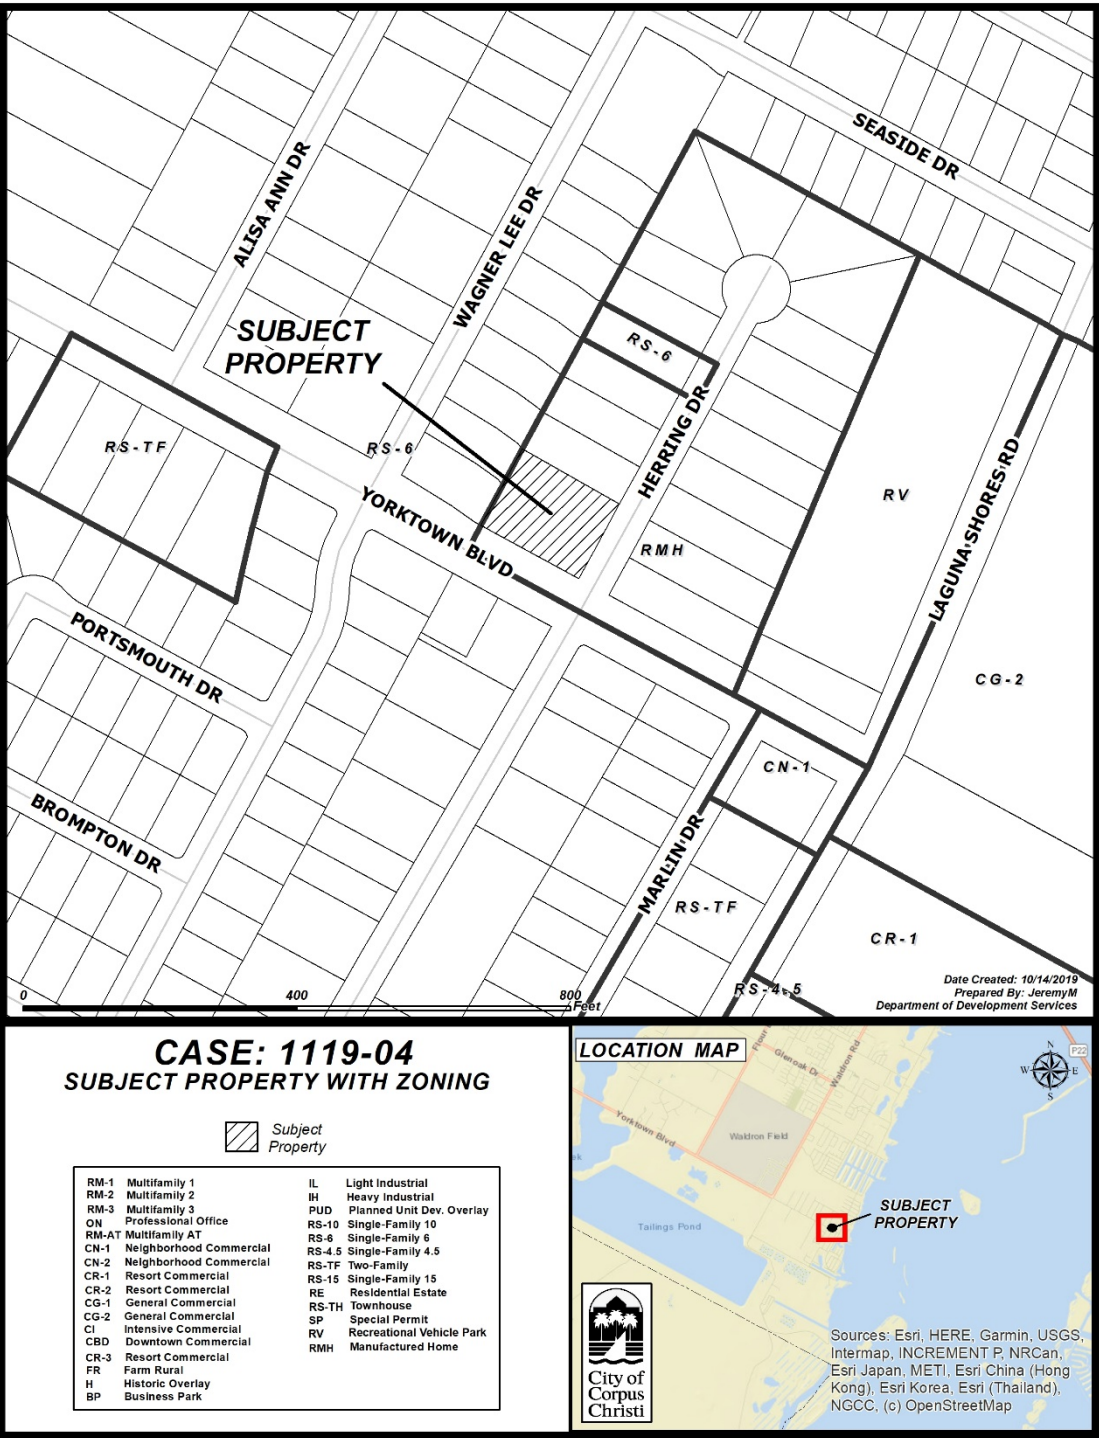 SEASIDE DR
ALISA ANN DR
WAGNER LEE DR
SUBJECT
PROPERTY
RS-6
HERRING DR
RS-TF
RS-6
RV
LAGUNA SHORES RD
YORKTOWN BLVD
RMH
PORTSMOUTH DR
CG-2
CN-1
BROMPTON DR
MARLIN DR
RS-TF
CR-1
RS-4.5
0 400 800
Feet
Date Created: 10/14/2019
Prepared By: JeremyM
Department of Development Services
CASE: 1119-04
SUBJECT PROPERTY WITH ZONING
Subject
Property
RM-1 Multifamily 1
RM-2 Multifamily 2
RM-3 Multifamily 3
ON Professional Office
RM-AT Multifamily AT
CN-1 Neighborhood Commercial
CN-2 Neighborhood Commercial
CR-1 Resort Commercial
CR-2 Resort Commercial
CG-1 General Commercial
CG-2 General Commercial
CI Intensive Commercial
CBD Downtown Commercial
CR-3 Resort Commercial
FR Farm Rural
H Historic Overlay
BP Business Park
IL Light Industrial
IH Heavy Industrial
PUD Planned Unit Dev. Overlay
RS-10 Single-Family 10
RS-6 Single-Family 6
RS-4.5 Single-Family 4.5
RS-TF Two-Family
RS-15 Single-Family 15
RE Residential Estate
RS-TH Townhouse
SP Special Permit
RV Recreational Vehicle Park
RMH Manufactured Home
LOCATION MAP
Glenoak Dr
Waldron Rd
P22
N
W E
S
Yorktown Blvd
Waldron Field
Tailings Pond
SUBJECT
PROPERTY
City of
Corpus
Christi
Sources: Esri, HERE, Garmin, USGS,
Intermap, INCREMENT P, NRCan,
Esri Japan, METI, Esri China (Hong
Kong), Esri Korea, Esri (Thailand),
NGCC, (c) OpenStreetMap